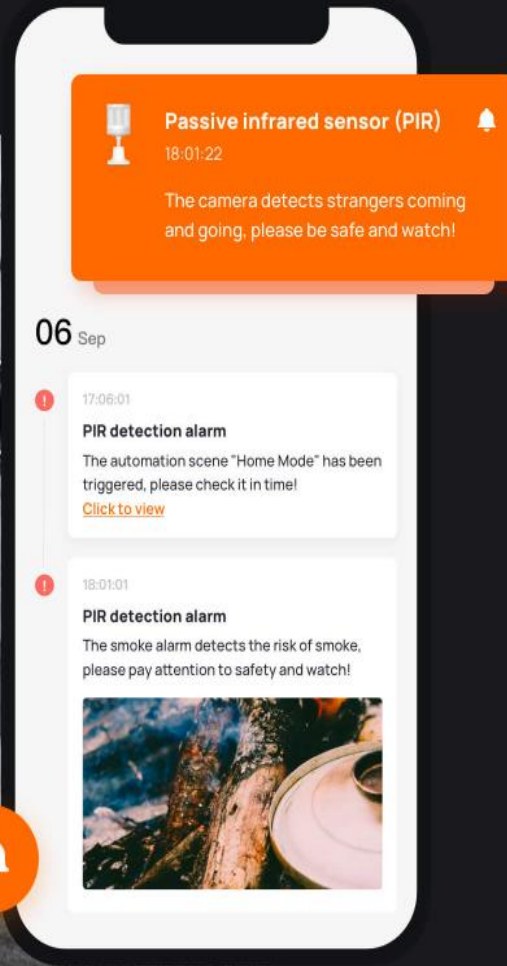 Passive infrared sensor (PIR)
18:01:22
The camera detects strangers coming
and going, please be safe and watch!
06 Sep
17:06:01
PIR detection alarm
The automation scene "Home Mode" has been
triggered, please check it in time!
Click to view
18:01:01
PIR detection alarm
The smoke alarm detects the risk of smoke,
please pay attention to safety and watch!